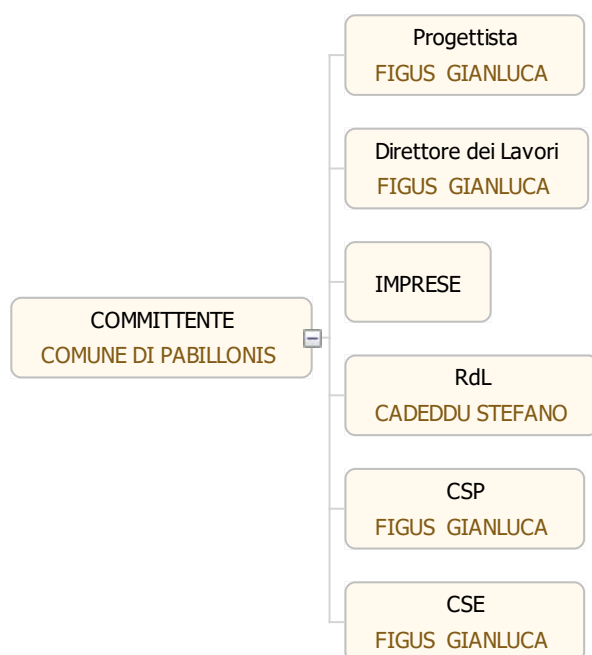 Progettista
FIGUS GIANLUCA
Direttore dei Lavori
FIGUS GIANLUCA
IMPRESE
COMMITTENTE
COMUNE DI PABILLONIS
RdL
CADEDDU STEFANO
CSP
FIGUS GIANLUCA
CSE
FIGUS GIANLUCA